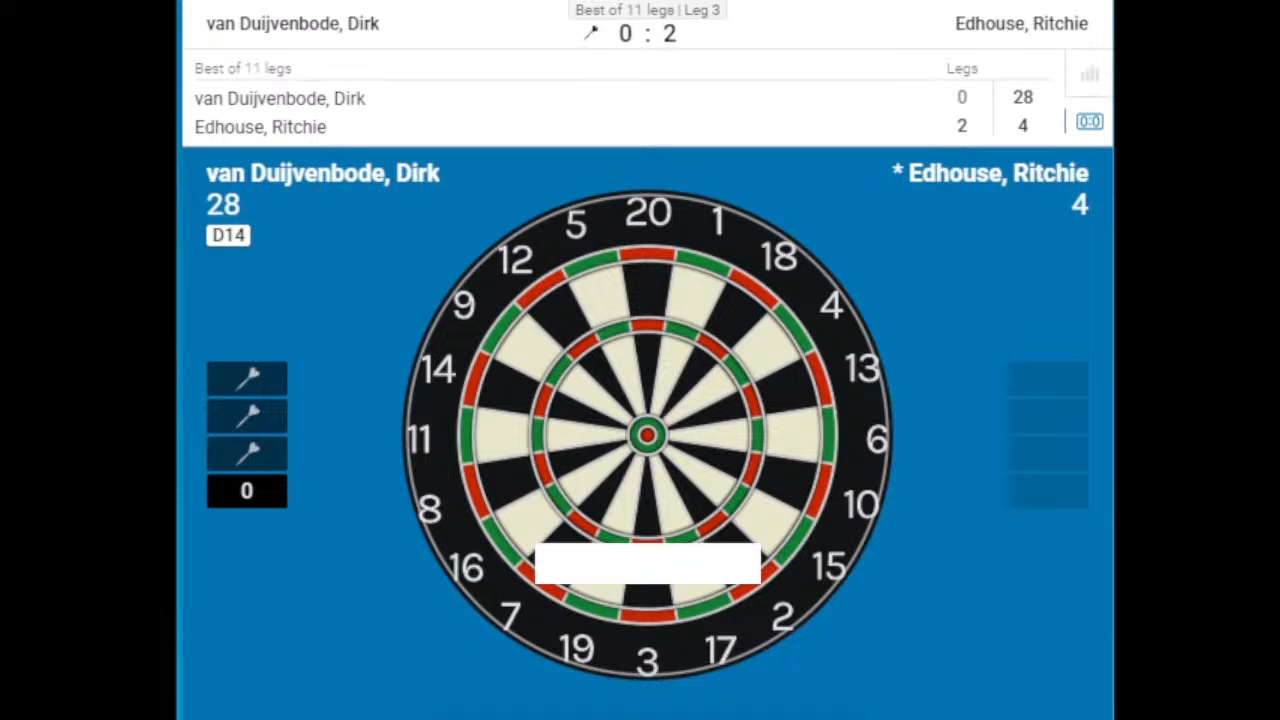 Best of 11 legs | Leg 3
van Duijvenbode, Dirk 0 : 2 Edhouse, Ritchie
Best of 11 legs Legs
van Duijvenbode, Dirk 0 28
Edhouse, Ritchie 2 4
0:0
van Duijvenbode, Dirk * Edhouse, Ritchie
28 4
D14
0
20
5 1
12 18
9 4
14 13
11 6
8 10
16 15
7 2
19 17
3